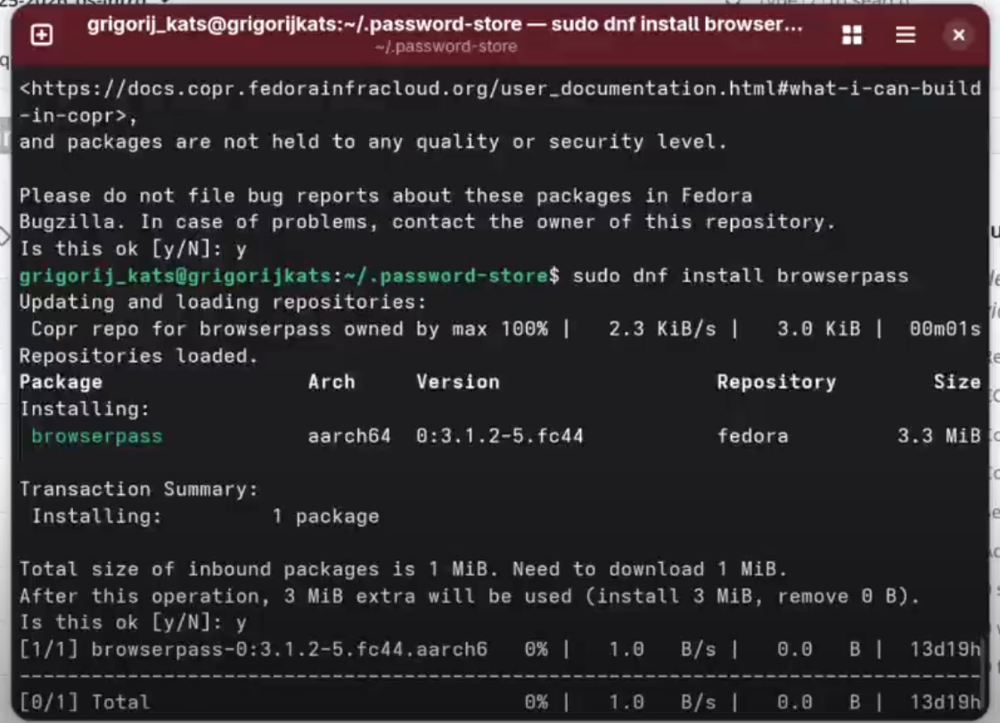 grigorij_kats@grigorijkats:~/.password-store — sudo dnf install browser...
~/.password-store
<https://docs.copr.fedorainfracloud.org/user_documentation.html#what-i-can-build
-in-copr>,
and packages are not held to any quality or security level.
Please do not file bug reports about these packages in Fedora
Bugzilla. In case of problems, contact the owner of this repository.
Is this ok [y/N]: y
grigorij_kats@grigorijkats:~/.password-store$ sudo dnf install browserpass
Updating and loading repositories:
Copr repo for browserpass owned by max 100% | 2.3 KiB/s | 3.0 KiB | 00m01s
Repositories loaded.
Package Arch Version Repository Size
Installing:
browserpass aarch64 0:3.1.2-5.fc44 fedora 3.3 MiB
Transaction Summary:
Installing: 1 package
Total size of inbound packages is 1 MiB. Need to download 1 MiB.
After this operation, 3 MiB extra will be used (install 3 MiB, remove 0 B).
Is this ok [y/N]: y
[1/1] browserpass-0:3.1.2-5.fc44.aarch6 0% | 1.0 B/s | 0.0 B | 13d19h
--------------------------------------------------------------------------------
[0/1] Total 0% | 1.0 B/s | 0.0 B | 13d19h